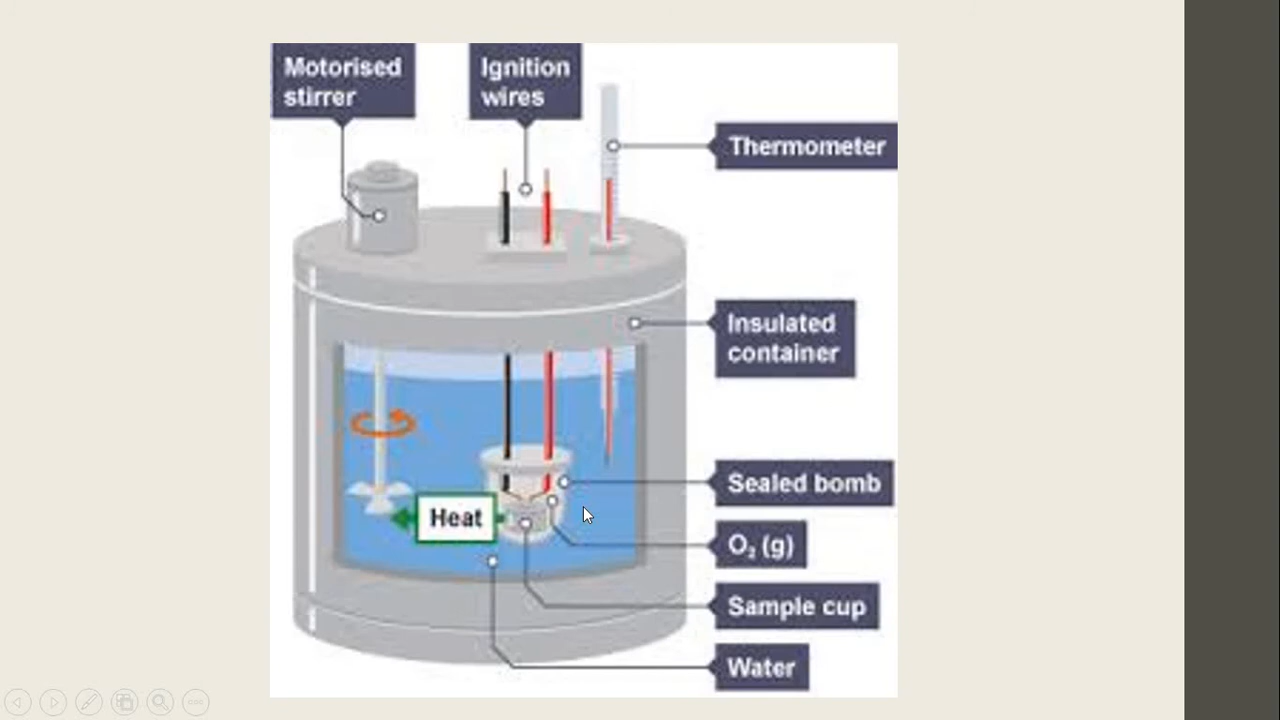 Motorised
stirrer
Ignition
wires
Thermometer
Insulated
container
Sealed bomb
O₂ (g)
Heat
Sample cup
Water